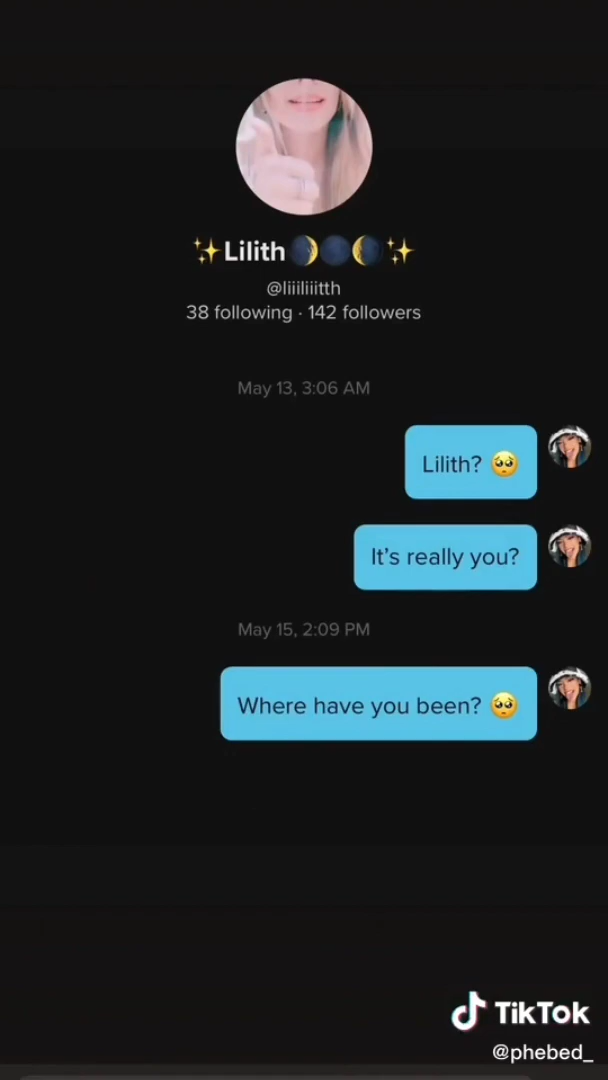 ✨Lilith🌒🌑🌘✨
@liiiliiitth
38 following · 142 followers
May 13, 3:06 AM
Lilith? 🥺
It's really you?
May 15, 2:09 PM
Where have you been? 🥺
TikTok
@phebed_